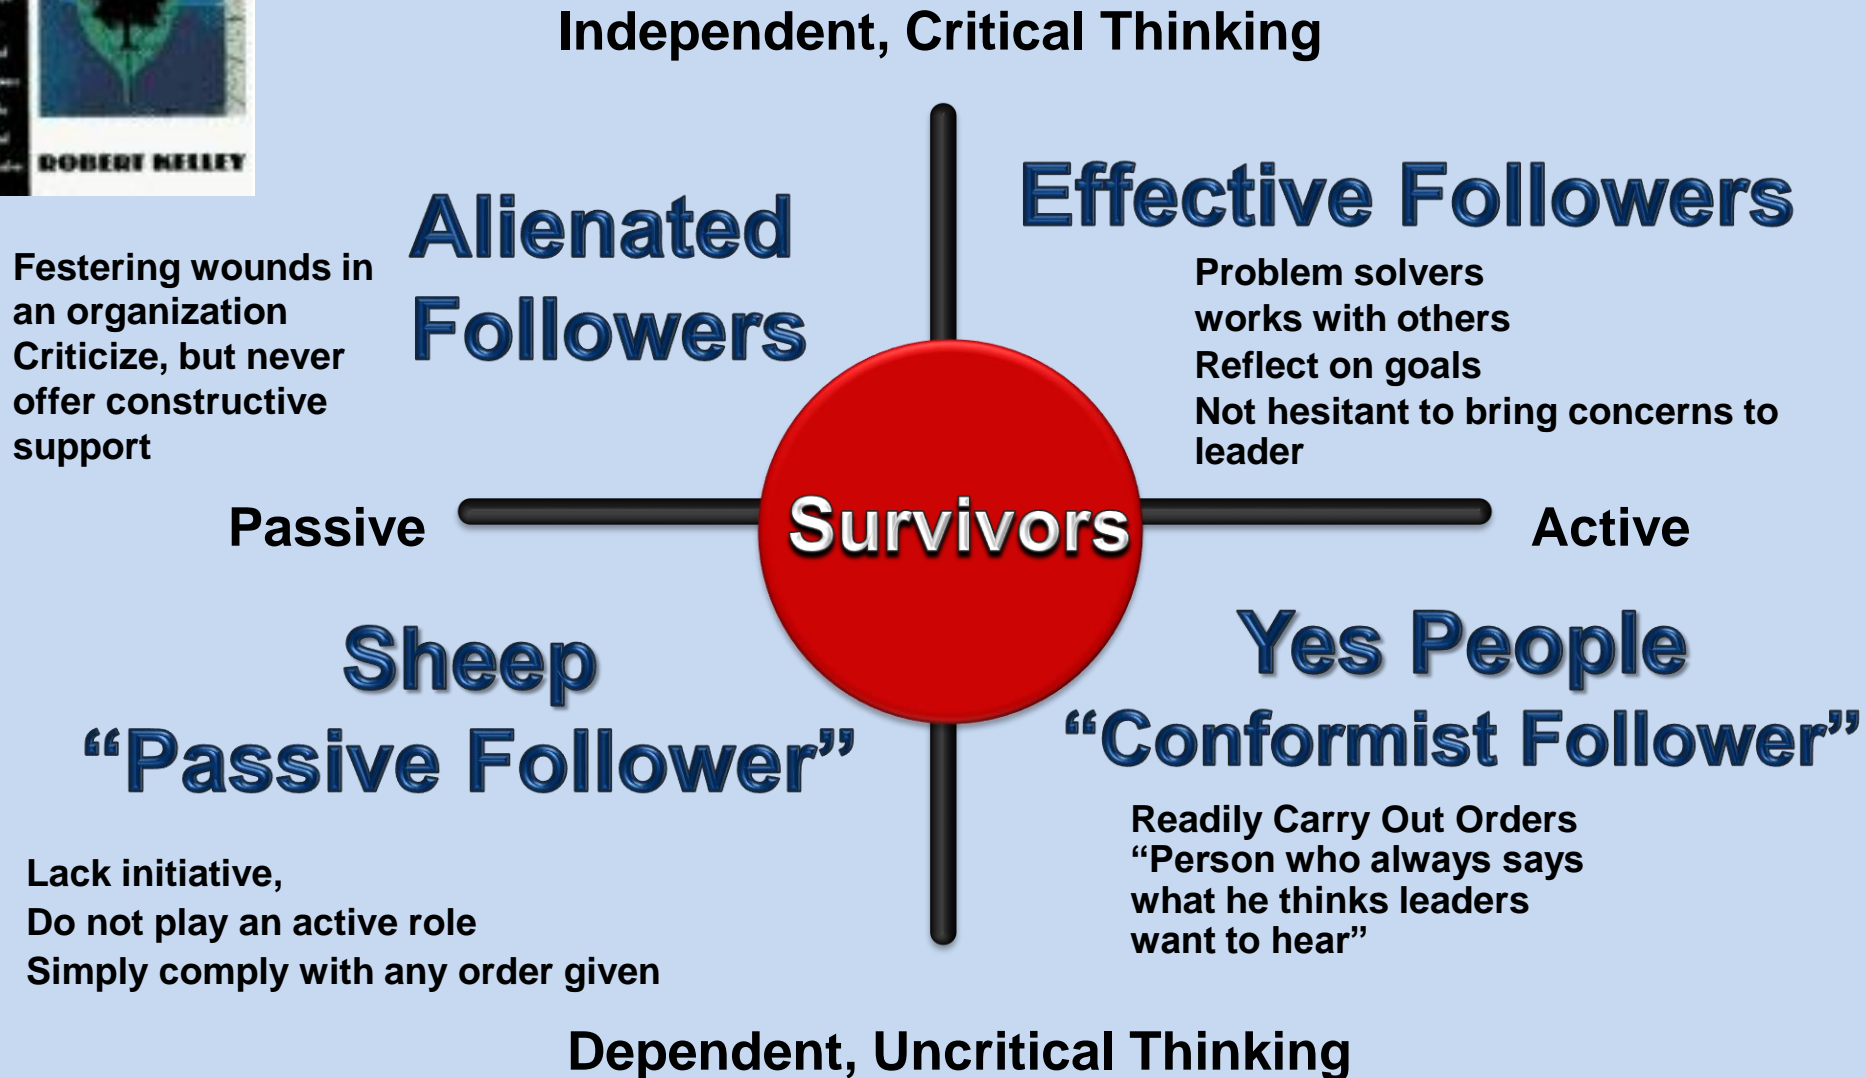 Independent, Critical Thinking
ROBERT KELLEY
Alienated
Followers
Festering wounds in
an organization
Criticize, but never
offer constructive
support
Effective Followers
Problem solvers
works with others
Reflect on goals
Not hesitant to bring concerns to
leader
Passive
Survivors
Active
Sheep
“Passive Follower”
Lack initiative,
Do not play an active role
Simply comply with any order given
Yes People
“Conformist Follower”
Readily Carry Out Orders
“Person who always says
what he thinks leaders
want to hear”
Dependent, Uncritical Thinking